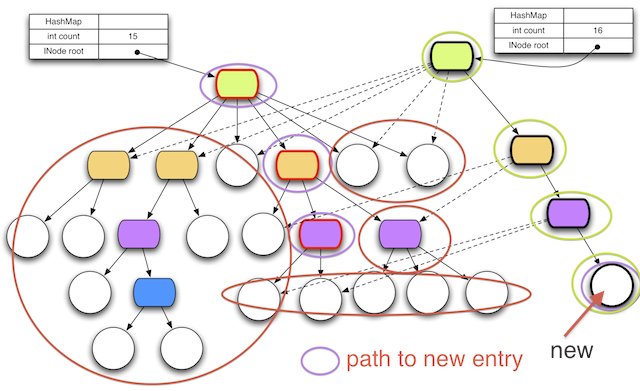 HashMap
int count 15
INode root
HashMap
int count 16
INode root
new
path to new entry